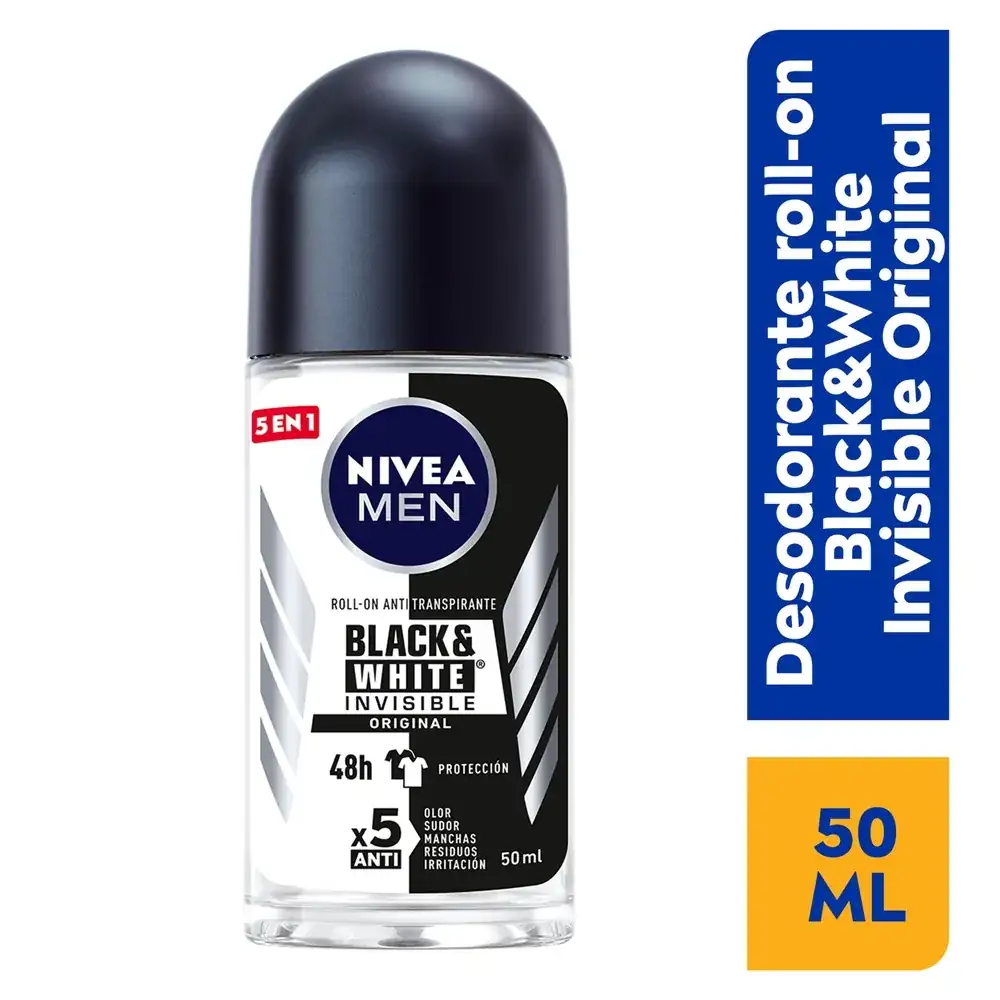 5 EN 1
NIVEA
MEN
ROLL-ON ANTITRANSPIRANTE
BLACK&
WHITE®
INVISIBLE
ORIGINAL
48h
PROTECCIÓN
x5
ANTI
OLOR
SUDOR
MANCHAS
RESIDUOS
IRRITACIÓN
50ml
Desodorante roll-on
Black&White
Invisible Original
50
ML